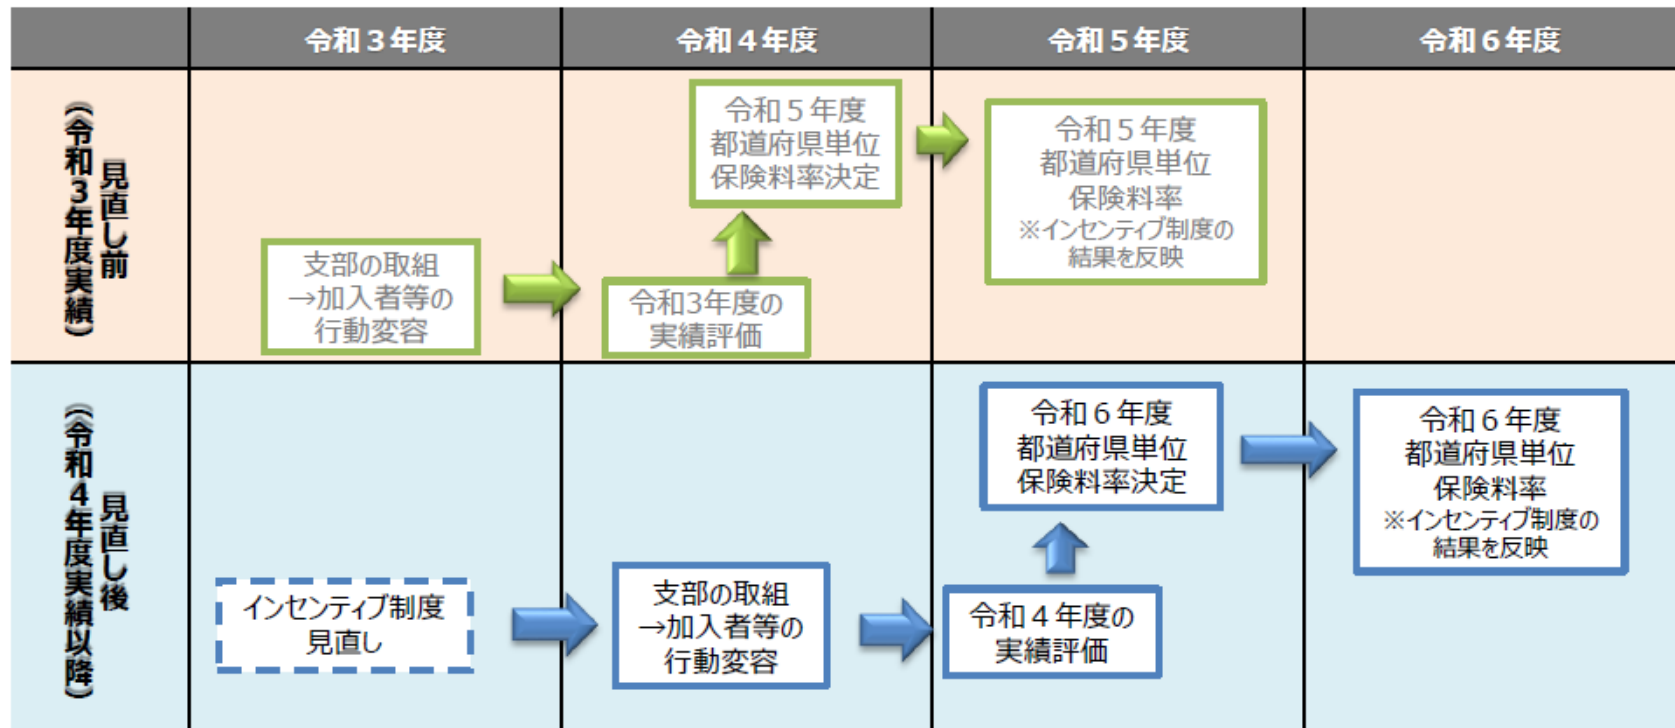 令和３年度
令和４年度
令和５年度
令和６年度
見直し前
（令和３年度実績）
支部の取組
→加入者等の
行動変容
令和3年度の
実績評価
令和５年度
都道府県単位
保険料率決定
令和５年度
都道府県単位
保険料率
※インセンティブ制度の
結果を反映
見直し後
（令和４年度実績以降）
インセンティブ制度
見直し
支部の取組
→加入者等の
行動変容
令和４年度の
実績評価
令和６年度
都道府県単位
保険料率決定
令和６年度
都道府県単位
保険料率
※インセンティブ制度の
結果を反映